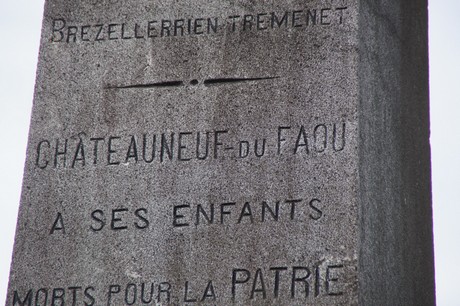 BREZELLERRIEN TREMENET
CHÂTEAUNEUF-DU FAOU
A SES ENFANTS
MORTS POUR LA PATRIE